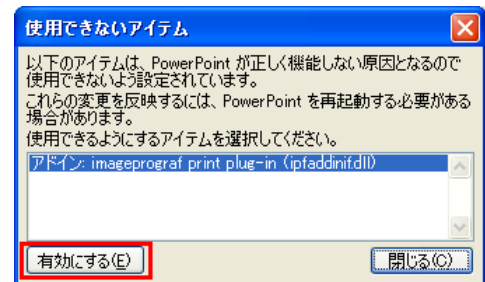 使用できないアイテム
以下のアイテムは、PowerPoint が正しく機能しない原因となるので
使用できないよう設定されています。
これらの変更を反映するには、PowerPoint を再起動する必要がある
場合があります。
使用できるようにするアイテムを選択してください。
アドイン: imageprograf print plug-in (ipfaddinif.dll)
有効にする(E)
閉じる(C)